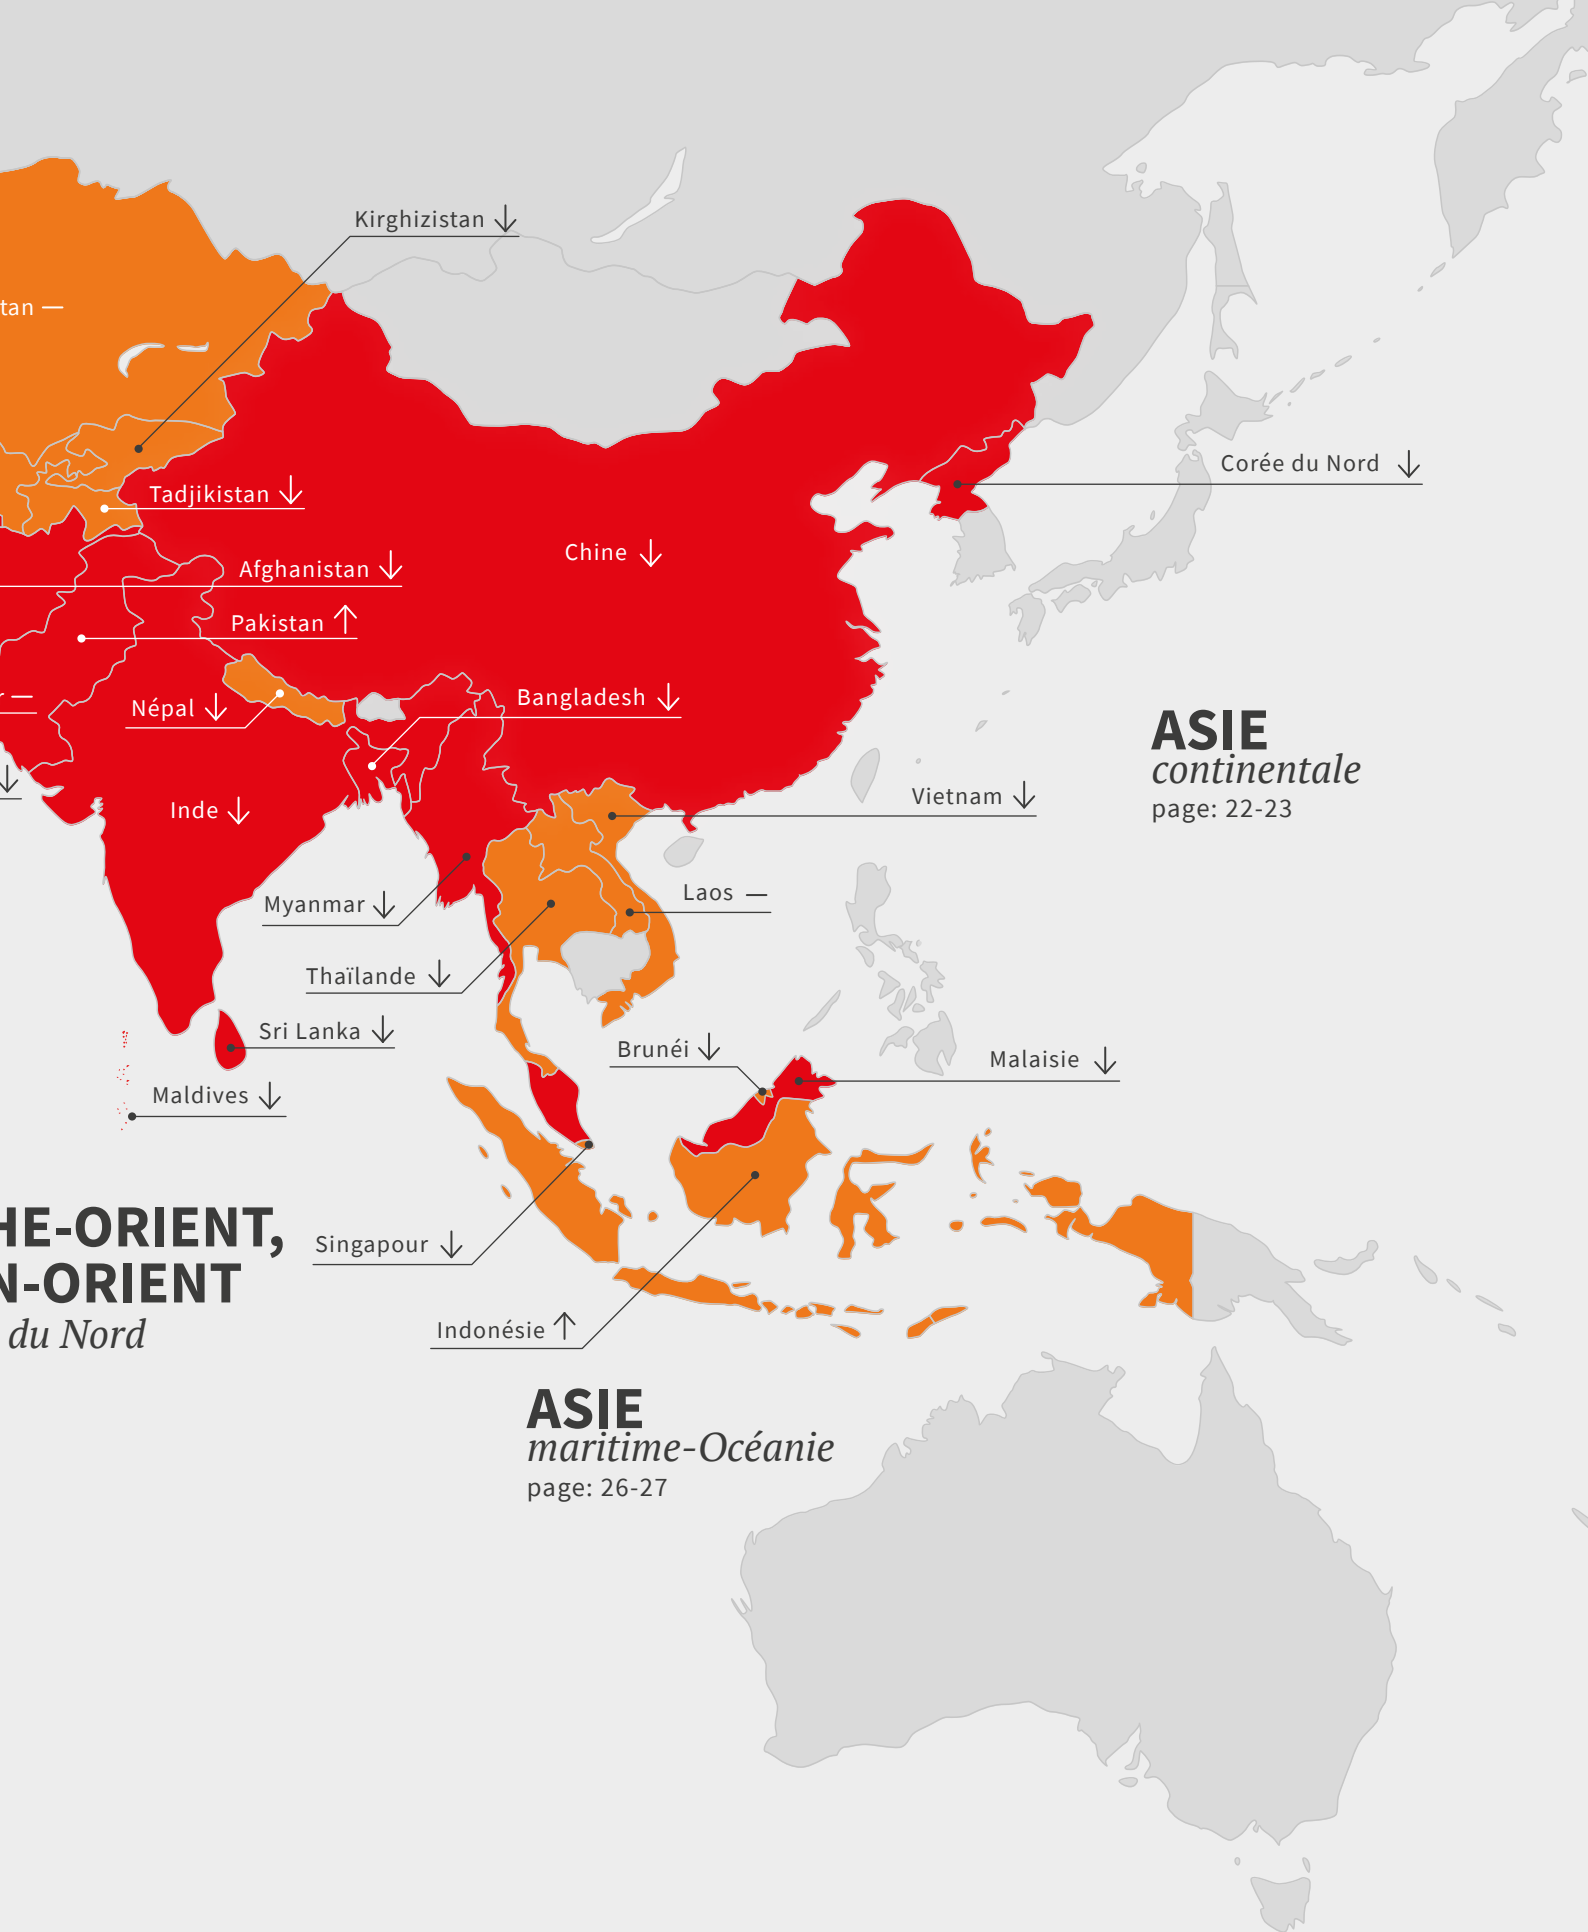 Kirghizistan ↓
tan —
Corée du Nord ↓
Tadjikistan ↓
Chine ↓
Afghanistan ↓
Pakistan ↑
Népal ↓
Bangladesh ↓
ASIE
continentale
page: 22-23
Vietnam ↓
Inde ↓
Laos —
Myanmar ↓
Thaïlande ↓
Sri Lanka ↓
Brunéi ↓
Malaisie ↓
Maldives ↓
HE-ORIENT,
N-ORIENT
du Nord
Singapour ↓
Indonésie ↑
ASIE
maritime-Océanie
page: 26-27